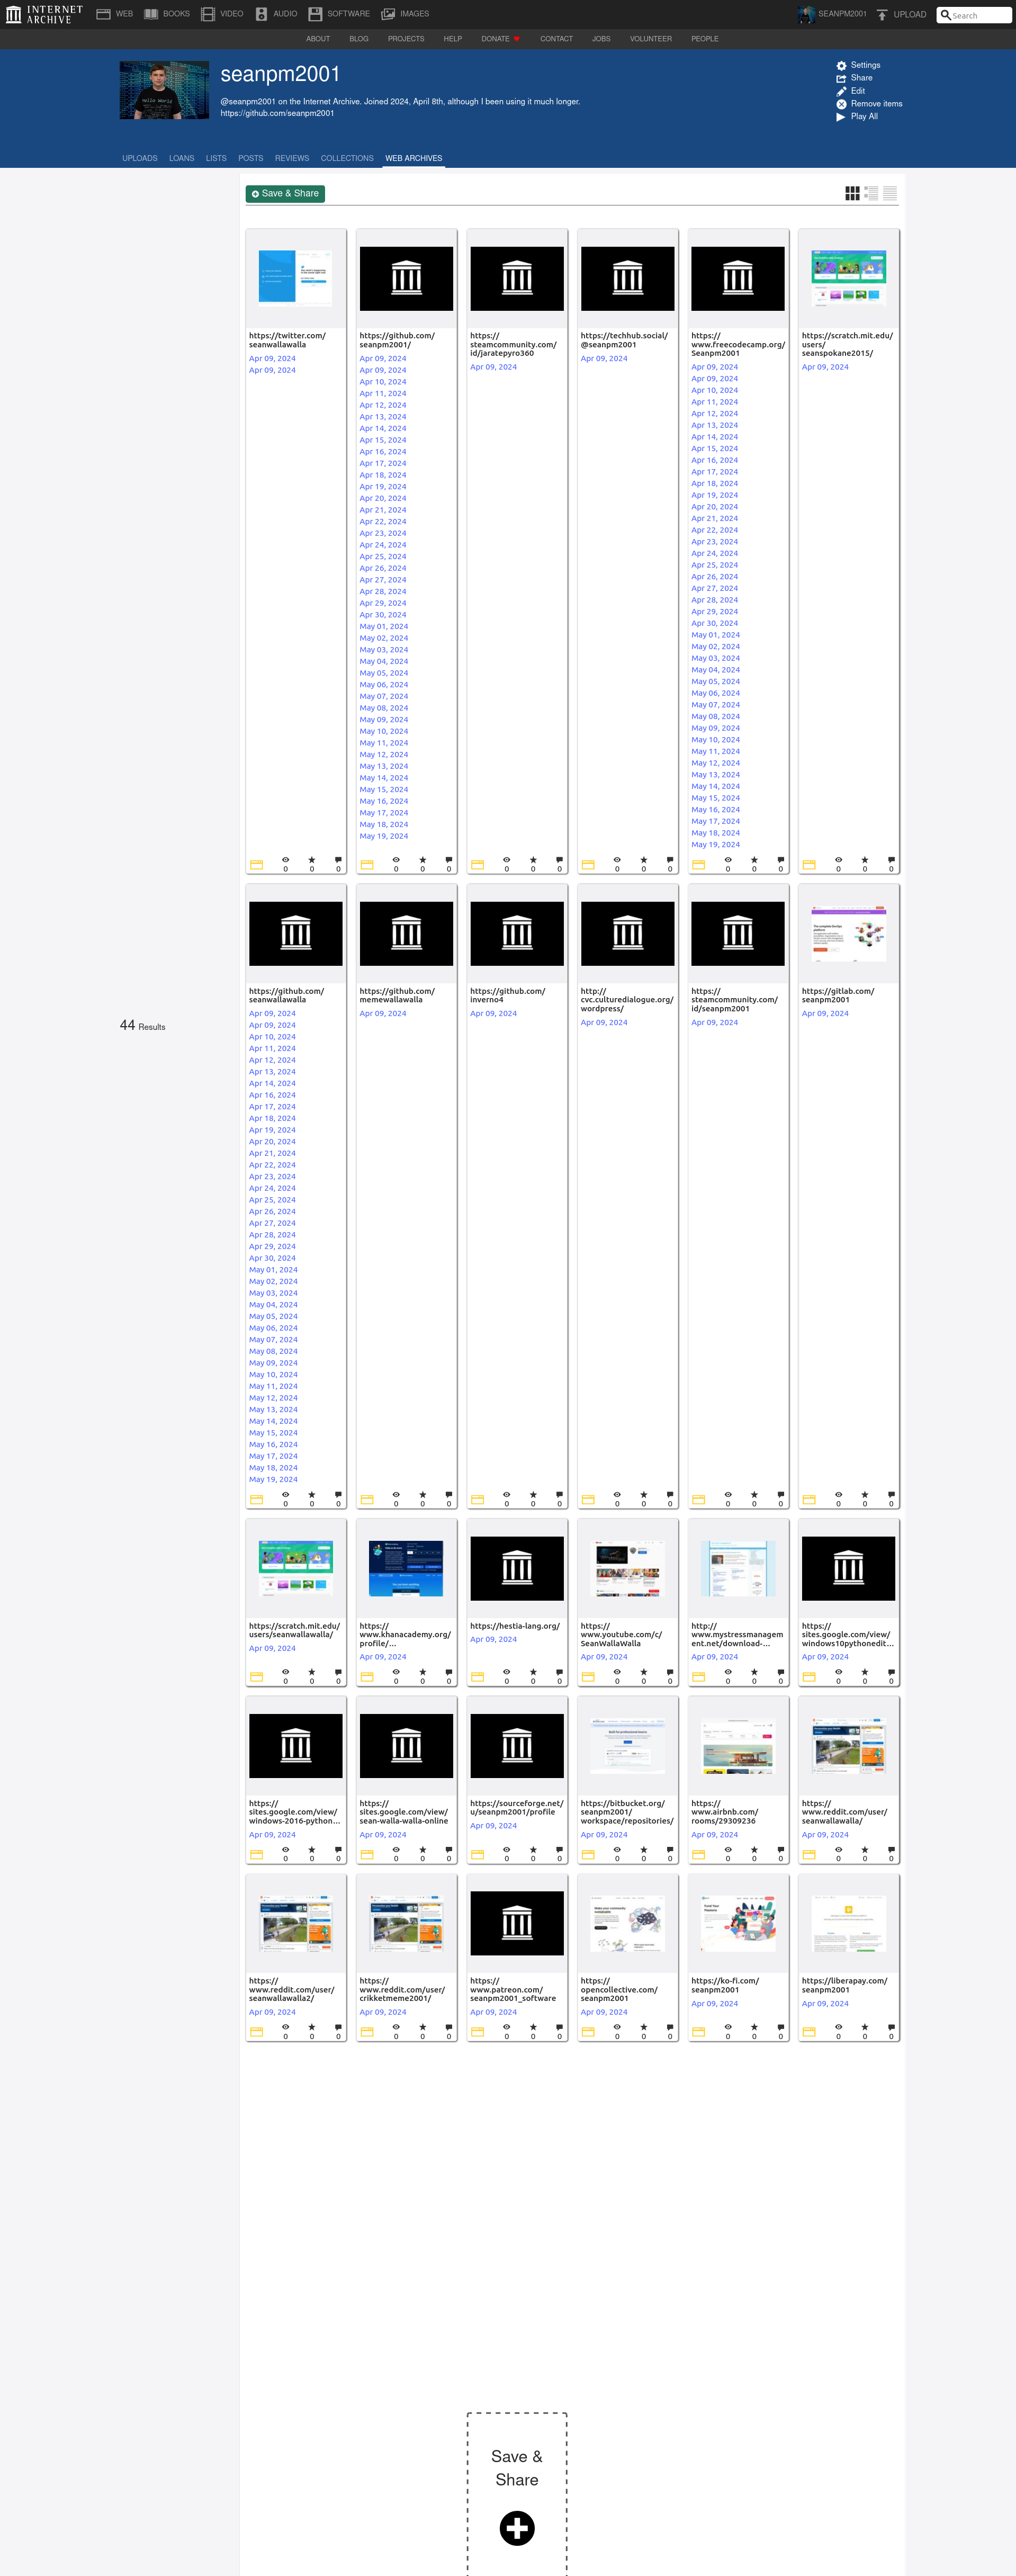 INTERNET ARCHIVE
WEB BOOKS VIDEO AUDIO SOFTWARE IMAGES SEANPM2001 UPLOAD Search
ABOUT BLOG PROJECTS HELP DONATE CONTACT JOBS VOLUNTEER PEOPLE
seanpm2001
@seanpm2001 on the Internet Archive. Joined 2024, April 8th, although I been using it much longer.
https://github.com/seanpm2001
Settings
Share
Edit
Remove items
Play All
UPLOADS LOANS LISTS POSTS REVIEWS COLLECTIONS WEB ARCHIVES
44 Results
Save & Share
https://twitter.com/
seanwallawalla
Apr 09, 2024
Apr 09, 2024
0 0 0
https://github.com/
seanpm2001/
Apr 09, 2024
Apr 09, 2024
Apr 10, 2024
Apr 11, 2024
Apr 12, 2024
Apr 13, 2024
Apr 14, 2024
Apr 15, 2024
Apr 16, 2024
Apr 17, 2024
Apr 18, 2024
Apr 19, 2024
Apr 20, 2024
Apr 21, 2024
Apr 22, 2024
Apr 23, 2024
Apr 24, 2024
Apr 25, 2024
Apr 26, 2024
Apr 27, 2024
Apr 28, 2024
Apr 29, 2024
Apr 30, 2024
May 01, 2024
May 02, 2024
May 03, 2024
May 04, 2024
May 05, 2024
May 06, 2024
May 07, 2024
May 08, 2024
May 09, 2024
May 10, 2024
May 11, 2024
May 12, 2024
May 13, 2024
May 14, 2024
May 15, 2024
May 16, 2024
May 17, 2024
May 18, 2024
May 19, 2024
0 0 0
https://
steamcommunity.com/
id/jaratepyro360
Apr 09, 2024
0 0 0
https://techhub.social/
@seanpm2001
Apr 09, 2024
0 0 0
https://
www.freecodecamp.org/
Seanpm2001
Apr 09, 2024
Apr 09, 2024
Apr 10, 2024
Apr 11, 2024
Apr 12, 2024
Apr 13, 2024
Apr 14, 2024
Apr 15, 2024
Apr 16, 2024
Apr 17, 2024
Apr 18, 2024
Apr 19, 2024
Apr 20, 2024
Apr 21, 2024
Apr 22, 2024
Apr 23, 2024
Apr 24, 2024
Apr 25, 2024
Apr 26, 2024
Apr 27, 2024
Apr 28, 2024
Apr 29, 2024
Apr 30, 2024
May 01, 2024
May 02, 2024
May 03, 2024
May 04, 2024
May 05, 2024
May 06, 2024
May 07, 2024
May 08, 2024
May 09, 2024
May 10, 2024
May 11, 2024
May 12, 2024
May 13, 2024
May 14, 2024
May 15, 2024
May 16, 2024
May 17, 2024
May 18, 2024
May 19, 2024
0 0 0
https://scratch.mit.edu/
users/
seanspokane2015/
Apr 09, 2024
0 0 0
https://github.com/
seanwallawalla
Apr 09, 2024
Apr 09, 2024
Apr 10, 2024
Apr 11, 2024
Apr 12, 2024
Apr 13, 2024
Apr 14, 2024
Apr 16, 2024
Apr 17, 2024
Apr 18, 2024
Apr 19, 2024
Apr 20, 2024
Apr 21, 2024
Apr 22, 2024
Apr 23, 2024
Apr 24, 2024
Apr 25, 2024
Apr 26, 2024
Apr 27, 2024
Apr 28, 2024
Apr 29, 2024
Apr 30, 2024
May 01, 2024
May 02, 2024
May 03, 2024
May 04, 2024
May 05, 2024
May 06, 2024
May 07, 2024
May 08, 2024
May 09, 2024
May 10, 2024
May 11, 2024
May 12, 2024
May 13, 2024
May 14, 2024
May 15, 2024
May 16, 2024
May 17, 2024
May 18, 2024
May 19, 2024
0 0 0
https://github.com/
memewallawalla
Apr 09, 2024
0 0 0
https://github.com/
inverno4
Apr 09, 2024
0 0 0
http://
cvc.culturedialogue.org/
wordpress/
Apr 09, 2024
0 0 0
https://
steamcommunity.com/
id/seanpm2001
Apr 09, 2024
0 0 0
https://gitlab.com/
seanpm2001
Apr 09, 2024
0 0 0
https://scratch.mit.edu/
users/seanwallawalla/
Apr 09, 2024
0 0 0
https://
www.khanacademy.org/
profile/...
Apr 09, 2024
0 0 0
https://hestia-lang.org/
Apr 09, 2024
0 0 0
https://
www.youtube.com/c/
SeanWallaWalla
Apr 09, 2024
0 0 0
http://
www.mystressmanagem
ent.net/download-...
Apr 09, 2024
0 0 0
https://
sites.google.com/view/
windows10pythonedit...
Apr 09, 2024
0 0 0
https://
sites.google.com/view/
windows-2016-python...
Apr 09, 2024
0 0 0
https://
sites.google.com/view/
sean-walla-walla-online
Apr 09, 2024
0 0 0
https://sourceforge.net/
u/seanpm2001/profile
Apr 09, 2024
0 0 0
https://bitbucket.org/
seanpm2001/
workspace/repositories/
Apr 09, 2024
0 0 0
https://
www.airbnb.com/
rooms/29309236
Apr 09, 2024
0 0 0
https://
www.reddit.com/user/
seanwallawalla/
Apr 09, 2024
0 0 0
https://
www.reddit.com/user/
seanwallawalla2/
Apr 09, 2024
0 0 0
https://
www.reddit.com/user/
crikketmeme2001/
Apr 09, 2024
0 0 0
https://
www.patreon.com/
seanpm2001_software
Apr 09, 2024
0 0 0
https://
opencollective.com/
seanpm2001
Apr 09, 2024
0 0 0
https://ko-fi.com/
seanpm2001
Apr 09, 2024
0 0 0
https://liberapay.com/
seanpm2001
Apr 09, 2024
0 0 0
Save &
Share